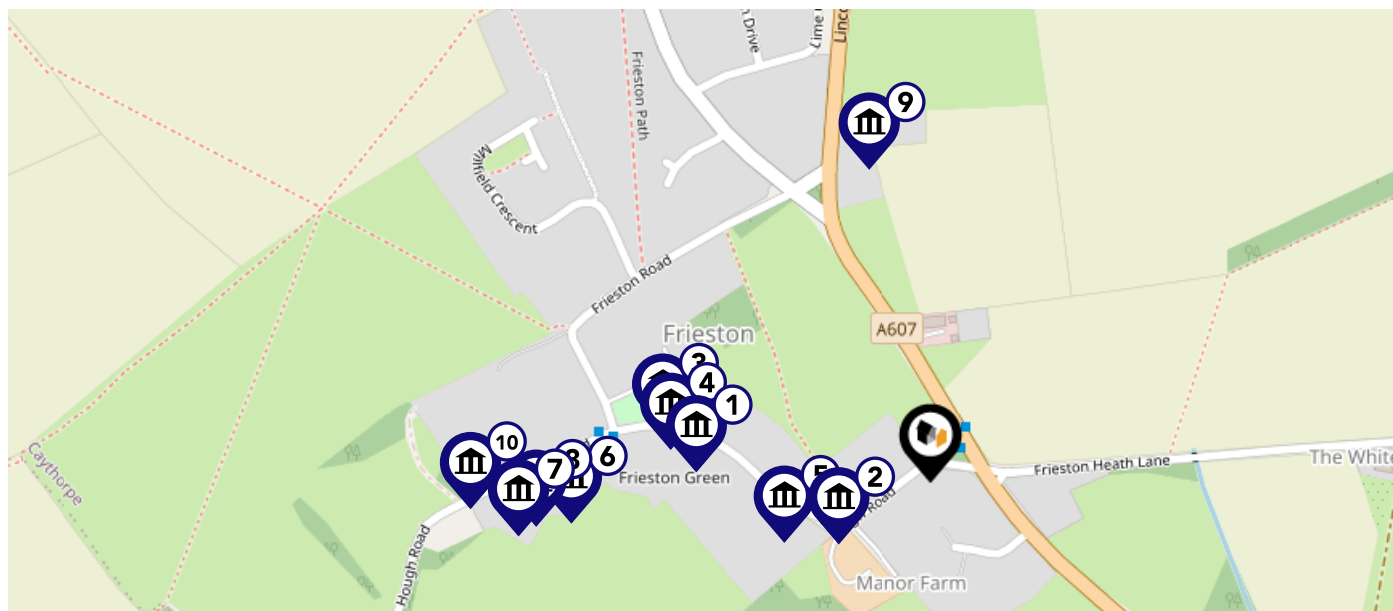 Drive
Lime
Linco
Frieston Path
9
Millfield Crescent
Frieston Road
A607
Frieston
3
4
1
10
7
8
6
Frieston Green
5
2
Road
Frieston Heath Lane
The White
Caythorpe
Hough Road
Manor Farm